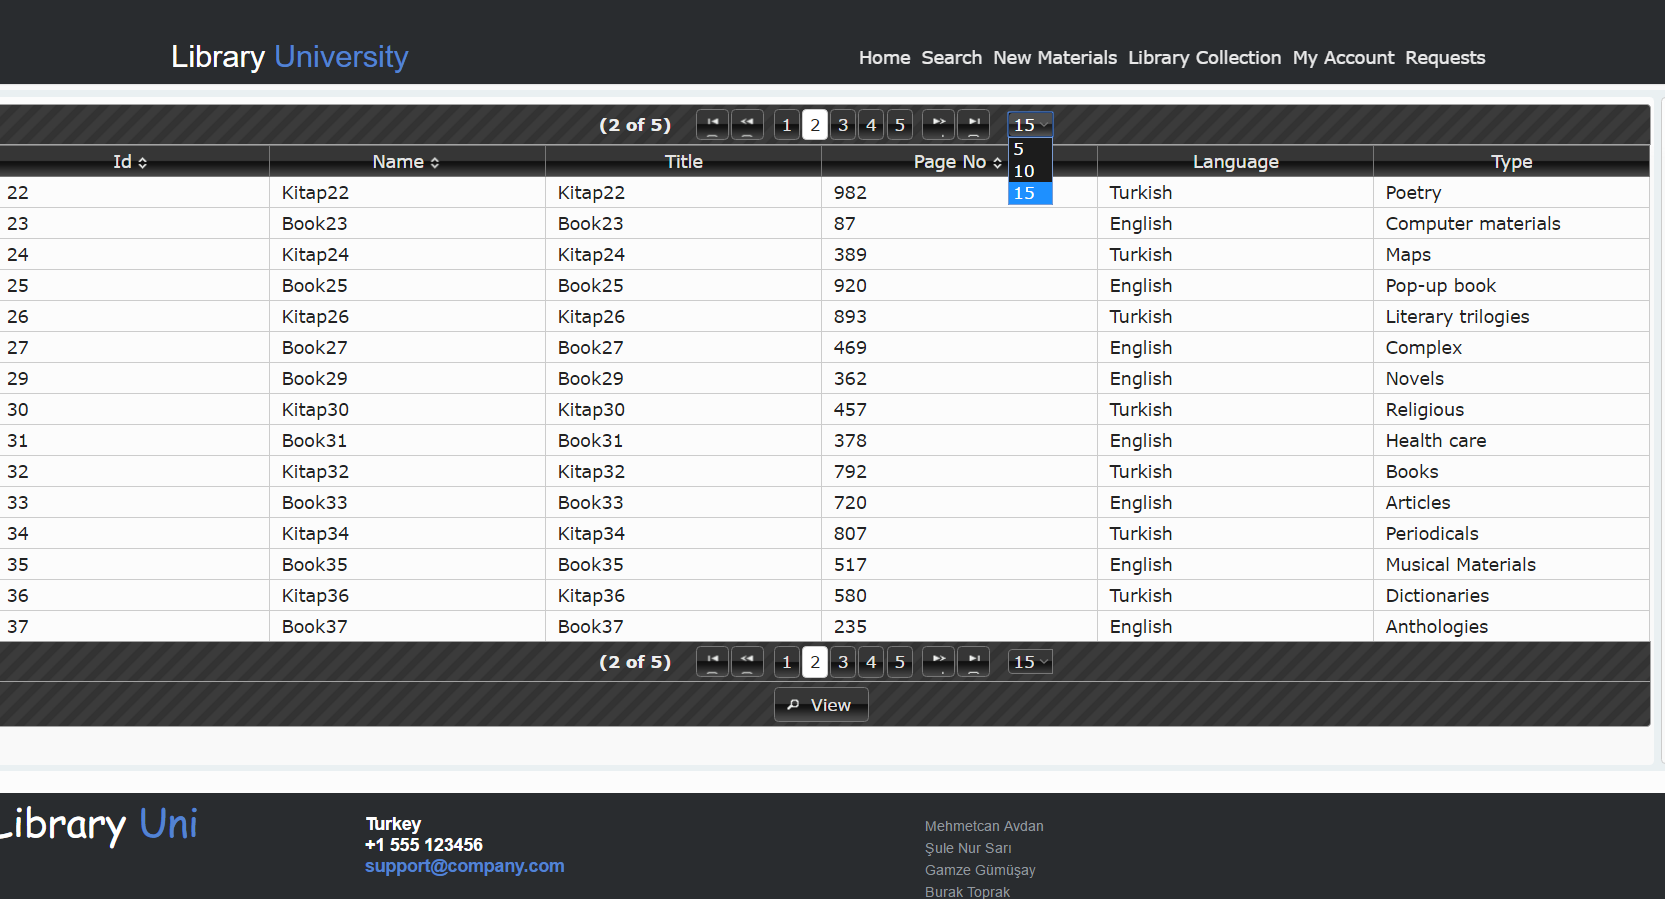 Library University
Home Search New Materials Library Collection My Account Requests
(2 of 5) 1 2 3 4 5 15
5
10
15
Id Name Title Page No Language Type
22 Kitap22 Kitap22 982 Turkish Poetry
23 Book23 Book23 87 English Computer materials
24 Kitap24 Kitap24 389 Turkish Maps
25 Book25 Book25 920 English Pop-up book
26 Kitap26 Kitap26 893 Turkish Literary trilogies
27 Book27 Book27 469 English Complex
29 Book29 Book29 362 English Novels
30 Kitap30 Kitap30 457 Turkish Religious
31 Book31 Book31 378 English Health care
32 Kitap32 Kitap32 792 Turkish Books
33 Book33 Book33 720 English Articles
34 Kitap34 Kitap34 807 Turkish Periodicals
35 Book35 Book35 517 English Musical Materials
36 Kitap36 Kitap36 580 Turkish Dictionaries
37 Book37 Book37 235 English Anthologies
(2 of 5) 1 2 3 4 5 15
View
Library Uni
Turkey
+1 555 123456
support@company.com
Mehmetcan Avdan
Şule Nur Sarı
Gamze Gümüşay
Burak Toprak